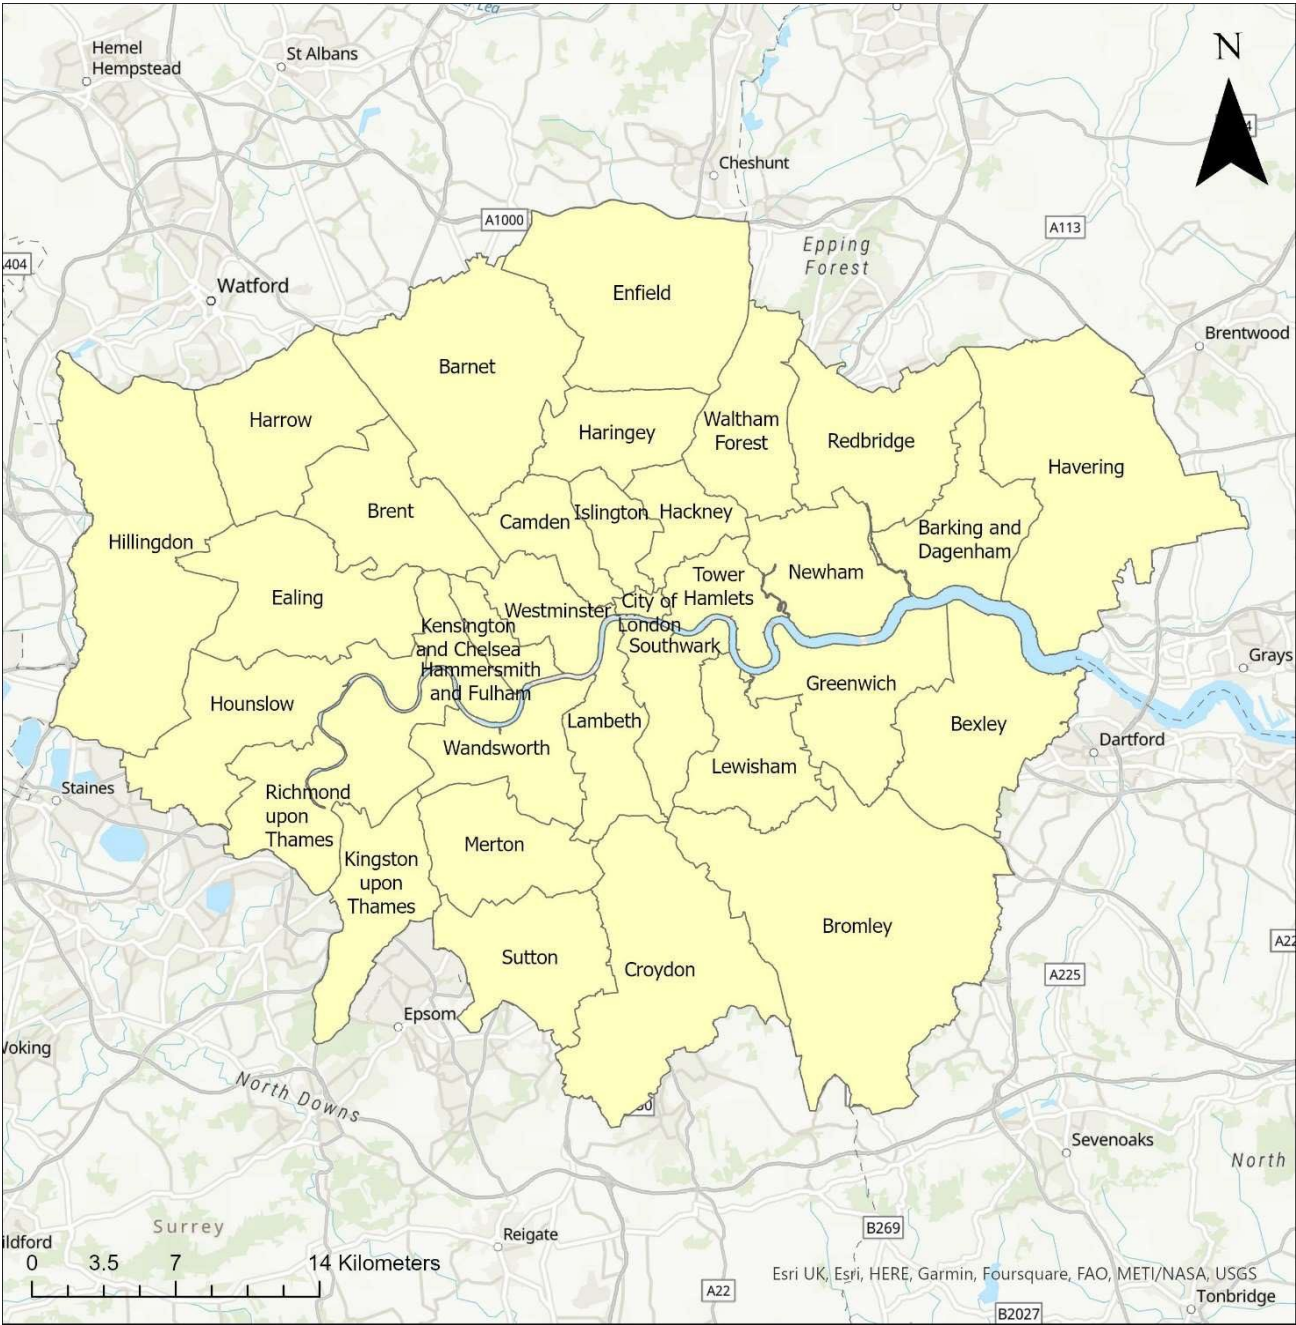 Lea
Hemel
Hempstead
St Albans
N
Cheshunt
A1000
A113
Epping
Forest
404
Watford
Enfield
Brentwood
Barnet
Harrow
Haringey
Waltham
Forest
Redbridge
Havering
Brent
Camden
Islington
Hackney
Barking and
Dagenham
Hillingdon
Newham
Tower
Hamlets
Ealing
Westminster
City of
London
Kensington
and Chelsea
Southwark
Hammersmith
and Fulham
Grays
Greenwich
Hounslow
Lambeth
Bexley
Dartford
Wandsworth
Lewisham
Staines
Richmond
upon
Thames
Merton
Kingston
upon
Thames
Bromley
A22
Sutton
Croydon
A225
Epsom
Woking
North Downs
Sevenoaks
North
Surrey
B269
Reigate
ildford
0 3.5 7 14 Kilometers
Esri UK, Esri, HERE, Garmin, Foursquare, FAO, METI/NASA, USGS
A22
Tonbridge
B2027